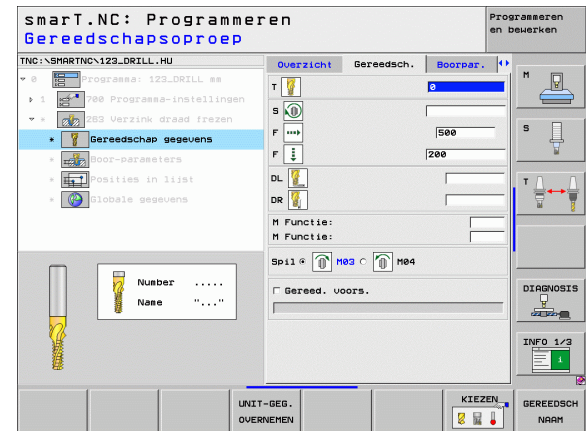 smarT.NC: Programmeren
Gereedschapsoproep
Programmeren
en bewerken
TNC:\SMARTNC\123_DRILL.HU
0 Programma: 123_DRILL mm
1 700 Programma-instellingen
* 263 Verzink draad frezen
* Gereedschap gegevens
* Boor-parameters
* Posities in lijst
* Globale gegevens
Overzicht Gereedsch. Boorpar.
T 0
S
F 500
F 200
DL
DR
M Functie:
M Functie:
Spil M03 M04
Gereed. voors.
Number .....
Name "..."
M
S
T
DIAGNOSIS
INFO 1/3
UNIT-GEG.
OVERNEMEN
KIEZEN
GEREEDSCH
NAAM